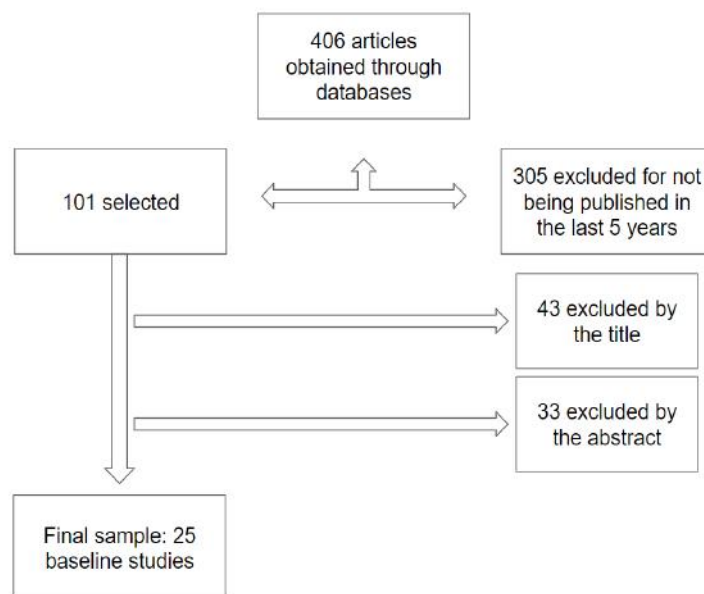 406 articles
obtained through
databases
101 selected
305 excluded for not
being published in
the last 5 years
43 excluded by
the title
33 excluded by
the abstract
Final sample: 25
baseline studies